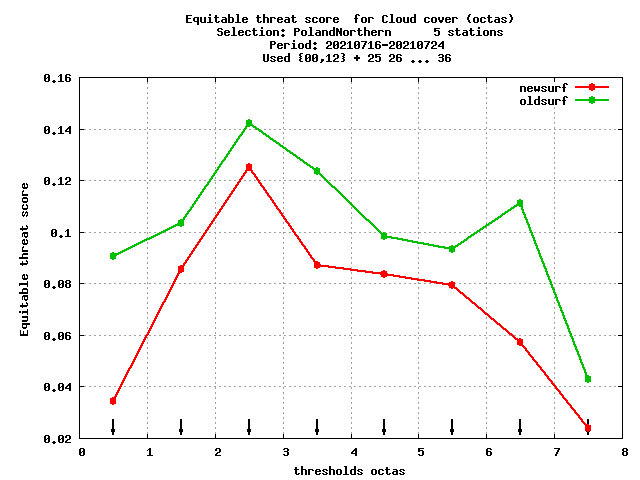 Equitable threat score  for Cloud cover (octas)
Selection: PolandNorthern      5 stations
Period: 20210716-20210724
Used {00,12} + 25 26 ... 36
newsurf
oldsurf
Equitable threat score
0.16
0.14
0.12
0.1
0.08
0.06
0.04
0.02
0 1 2 3 4 5 6 7 8
thresholds octas